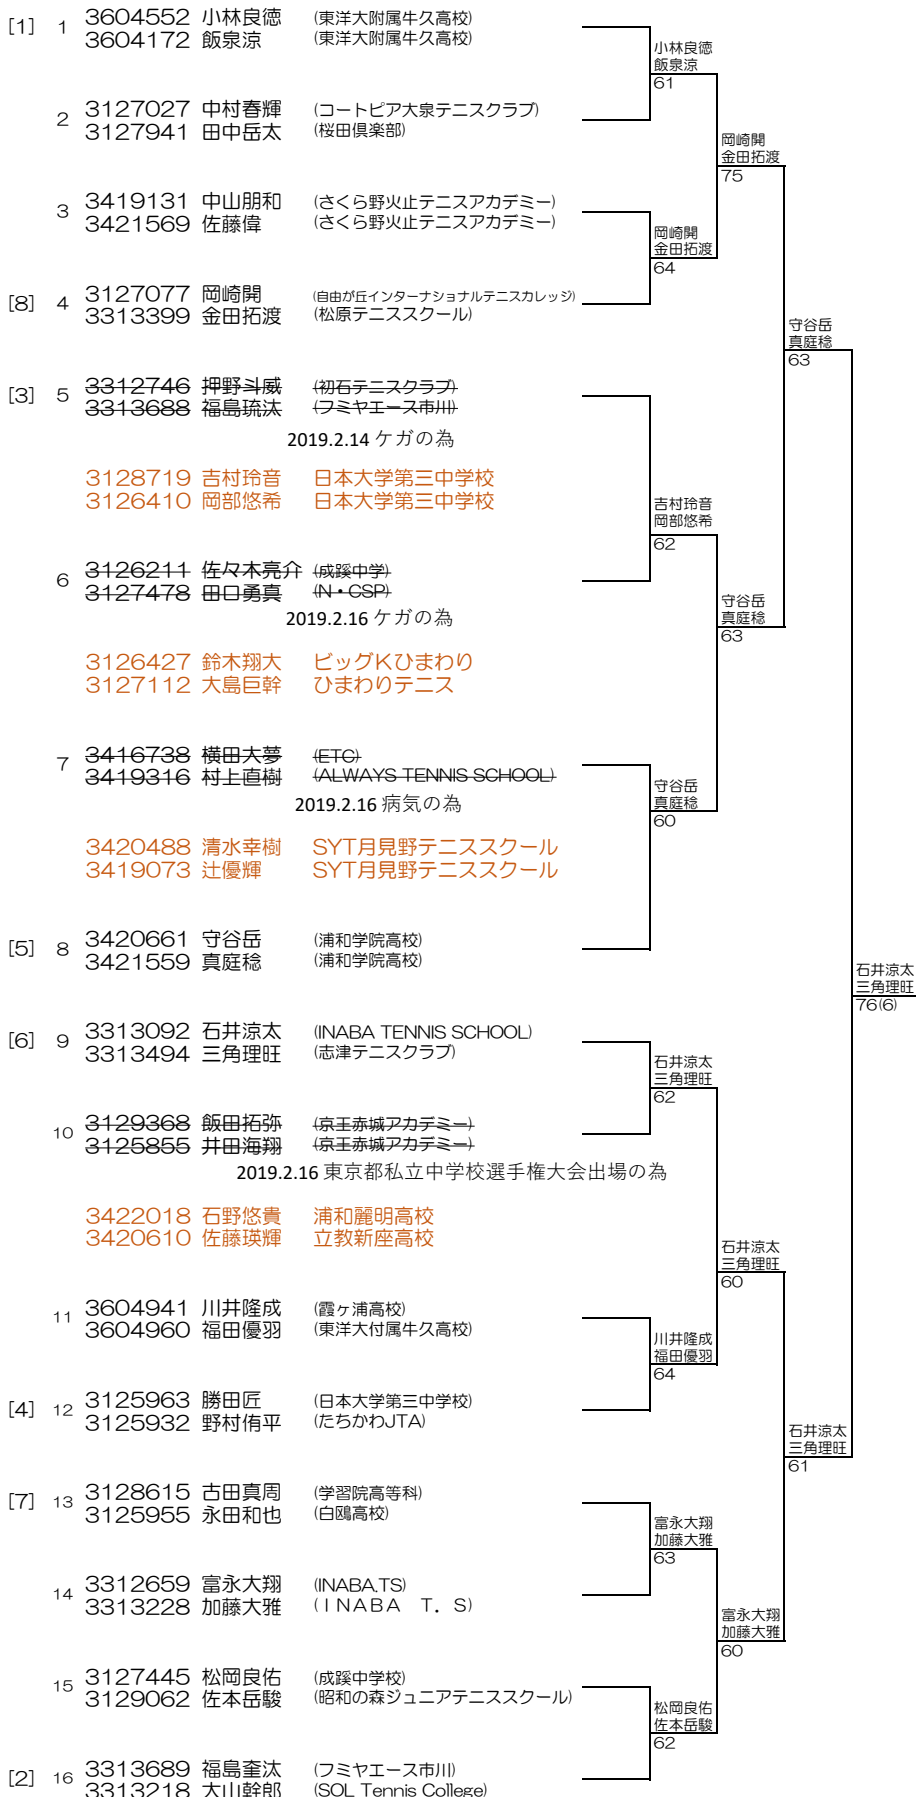 [1] 1 3604552 小林良徳 (東洋大附属牛久高校)
3604172 飯泉涼 (東洋大附属牛久高校)
小林良徳
飯泉涼
61
2 3127027 中村春輝 (コートピア大泉テニスクラブ)
3127941 田中岳太 (桜田倶楽部)
岡崎開
金田拓渡
75
3 3419131 中山朋和 (さくら野火止テニスアカデミー)
3421569 佐藤偉 (さくら野火止テニスアカデミー)
岡崎開
金田拓渡
64
[8] 4 3127077 岡崎開 (自由が丘インターナショナルテニスカレッジ)
3313399 金田拓渡 (松原テニススクール)
守谷岳
真庭稔
63
[3] 5 3312746 押野斗威 (初石テニスクラブ)
3313688 福島琉汰 (フミヤエース市川)
2019.2.14 ケガの為
3128719 吉村玲音 日本大学第三中学校
3126410 岡部悠希 日本大学第三中学校
吉村玲音
岡部悠希
62
6 3126211 佐々木亮介 (成蹊中学)
3127478 田口勇真 (N・CSP)
2019.2.16 ケガの為
守谷岳
真庭稔
63
3126427 鈴木翔大 ビッグKひまわり
3127112 大島巨幹 ひまわりテニス
7 3416738 横田大夢 (ETC)
3419316 村上直樹 (ALWAYS TENNIS SCHOOL)
2019.2.16 病気の為
守谷岳
真庭稔
60
3420488 清水幸樹 SYT月見野テニススクール
3419073 辻優輝 SYT月見野テニススクール
[5] 8 3420661 守谷岳 (浦和学院高校)
3421559 真庭稔 (浦和学院高校)
石井涼太
三角理旺
76(6)
[6] 9 3313092 石井涼太 (INABA TENNIS SCHOOL)
3313494 三角理旺 (志津テニスクラブ)
石井涼太
三角理旺
62
10 3129368 飯田拓弥 (京王赤城アカデミー)
3125855 井田海翔 (京王赤城アカデミー)
2019.2.16 東京都私立中学校選手権大会出場の為
3422018 石野悠貴 浦和麗明高校
3420610 佐藤瑛輝 立教新座高校
石井涼太
三角理旺
60
11 3604941 川井隆成 (霞ヶ浦高校)
3604960 福田優羽 (東洋大付属牛久高校)
川井隆成
福田優羽
64
[4] 12 3125963 勝田匠 (日本大学第三中学校)
3125932 野村侑平 (たちかわJTA)
石井涼太
三角理旺
61
[7] 13 3128615 古田真周 (学習院高等科)
3125955 永田和也 (白鴎高校)
富永大翔
加藤大雅
63
14 3312659 富永大翔 (INABA.TS)
3313228 加藤大雅 (INABA T. S)
富永大翔
加藤大雅
60
15 3127445 松岡良佑 (成蹊中学校)
3129062 佐本岳駿 (昭和の森ジュニアテニススクール)
松岡良佑
佐本岳駿
62
[2] 16 3313689 福島奎汰 (フミヤエース市川)
3313218 大山幹郎 (SOL Tennis College)